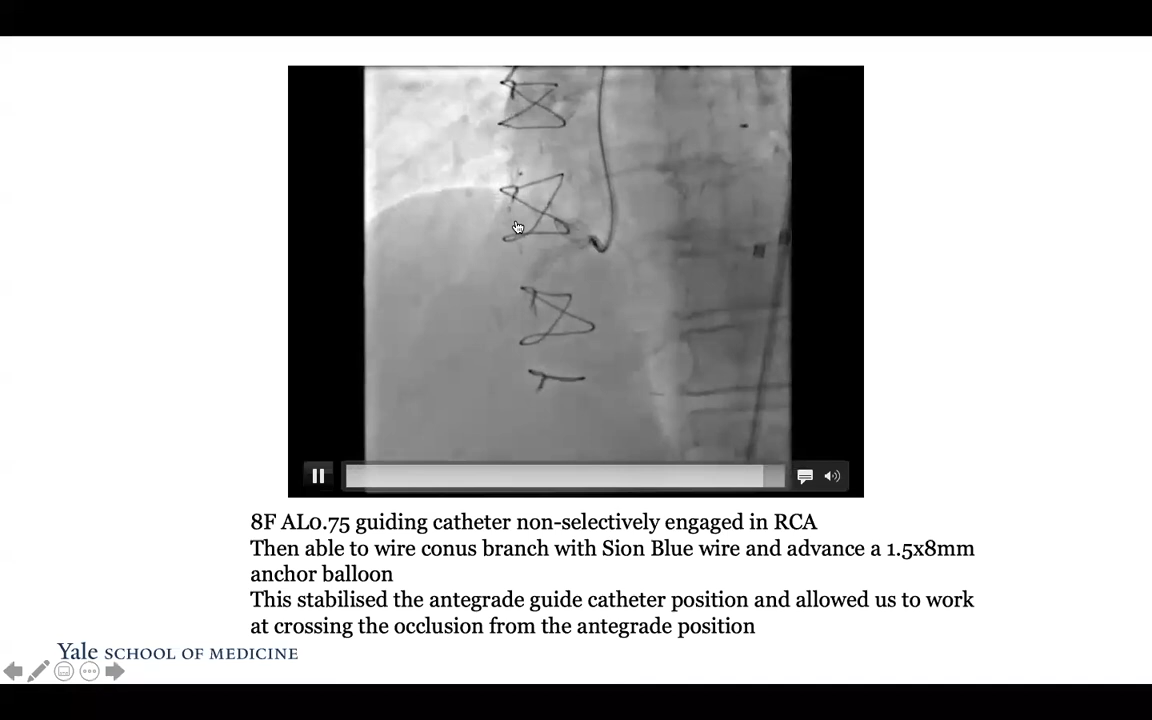 8F AL0.75 guiding catheter non-selectively engaged in RCA
Then able to wire conus branch with Sion Blue wire and advance a 1.5x8mm
anchor balloon
This stabilised the antegrade guide catheter position and allowed us to work
at crossing the occlusion from the antegrade position
Yale SCHOOL OF MEDICINE